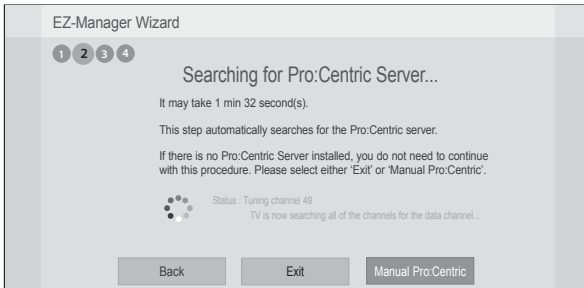 EZ-Manager Wizard
1 2 3 4
Searching for Pro:Centric Server...
It may take 1 min 32 second(s).
This step automatically searches for the Pro:Centric server.
If there is no Pro:Centric Server installed, you do not need to continue
with this procedure. Please select either ‘Exit’ or ‘Manual Pro:Centric’.
Status : Tuning channel 49
TV is now searching all of the channels for the data channel...
Back Exit Manual Pro:Centric